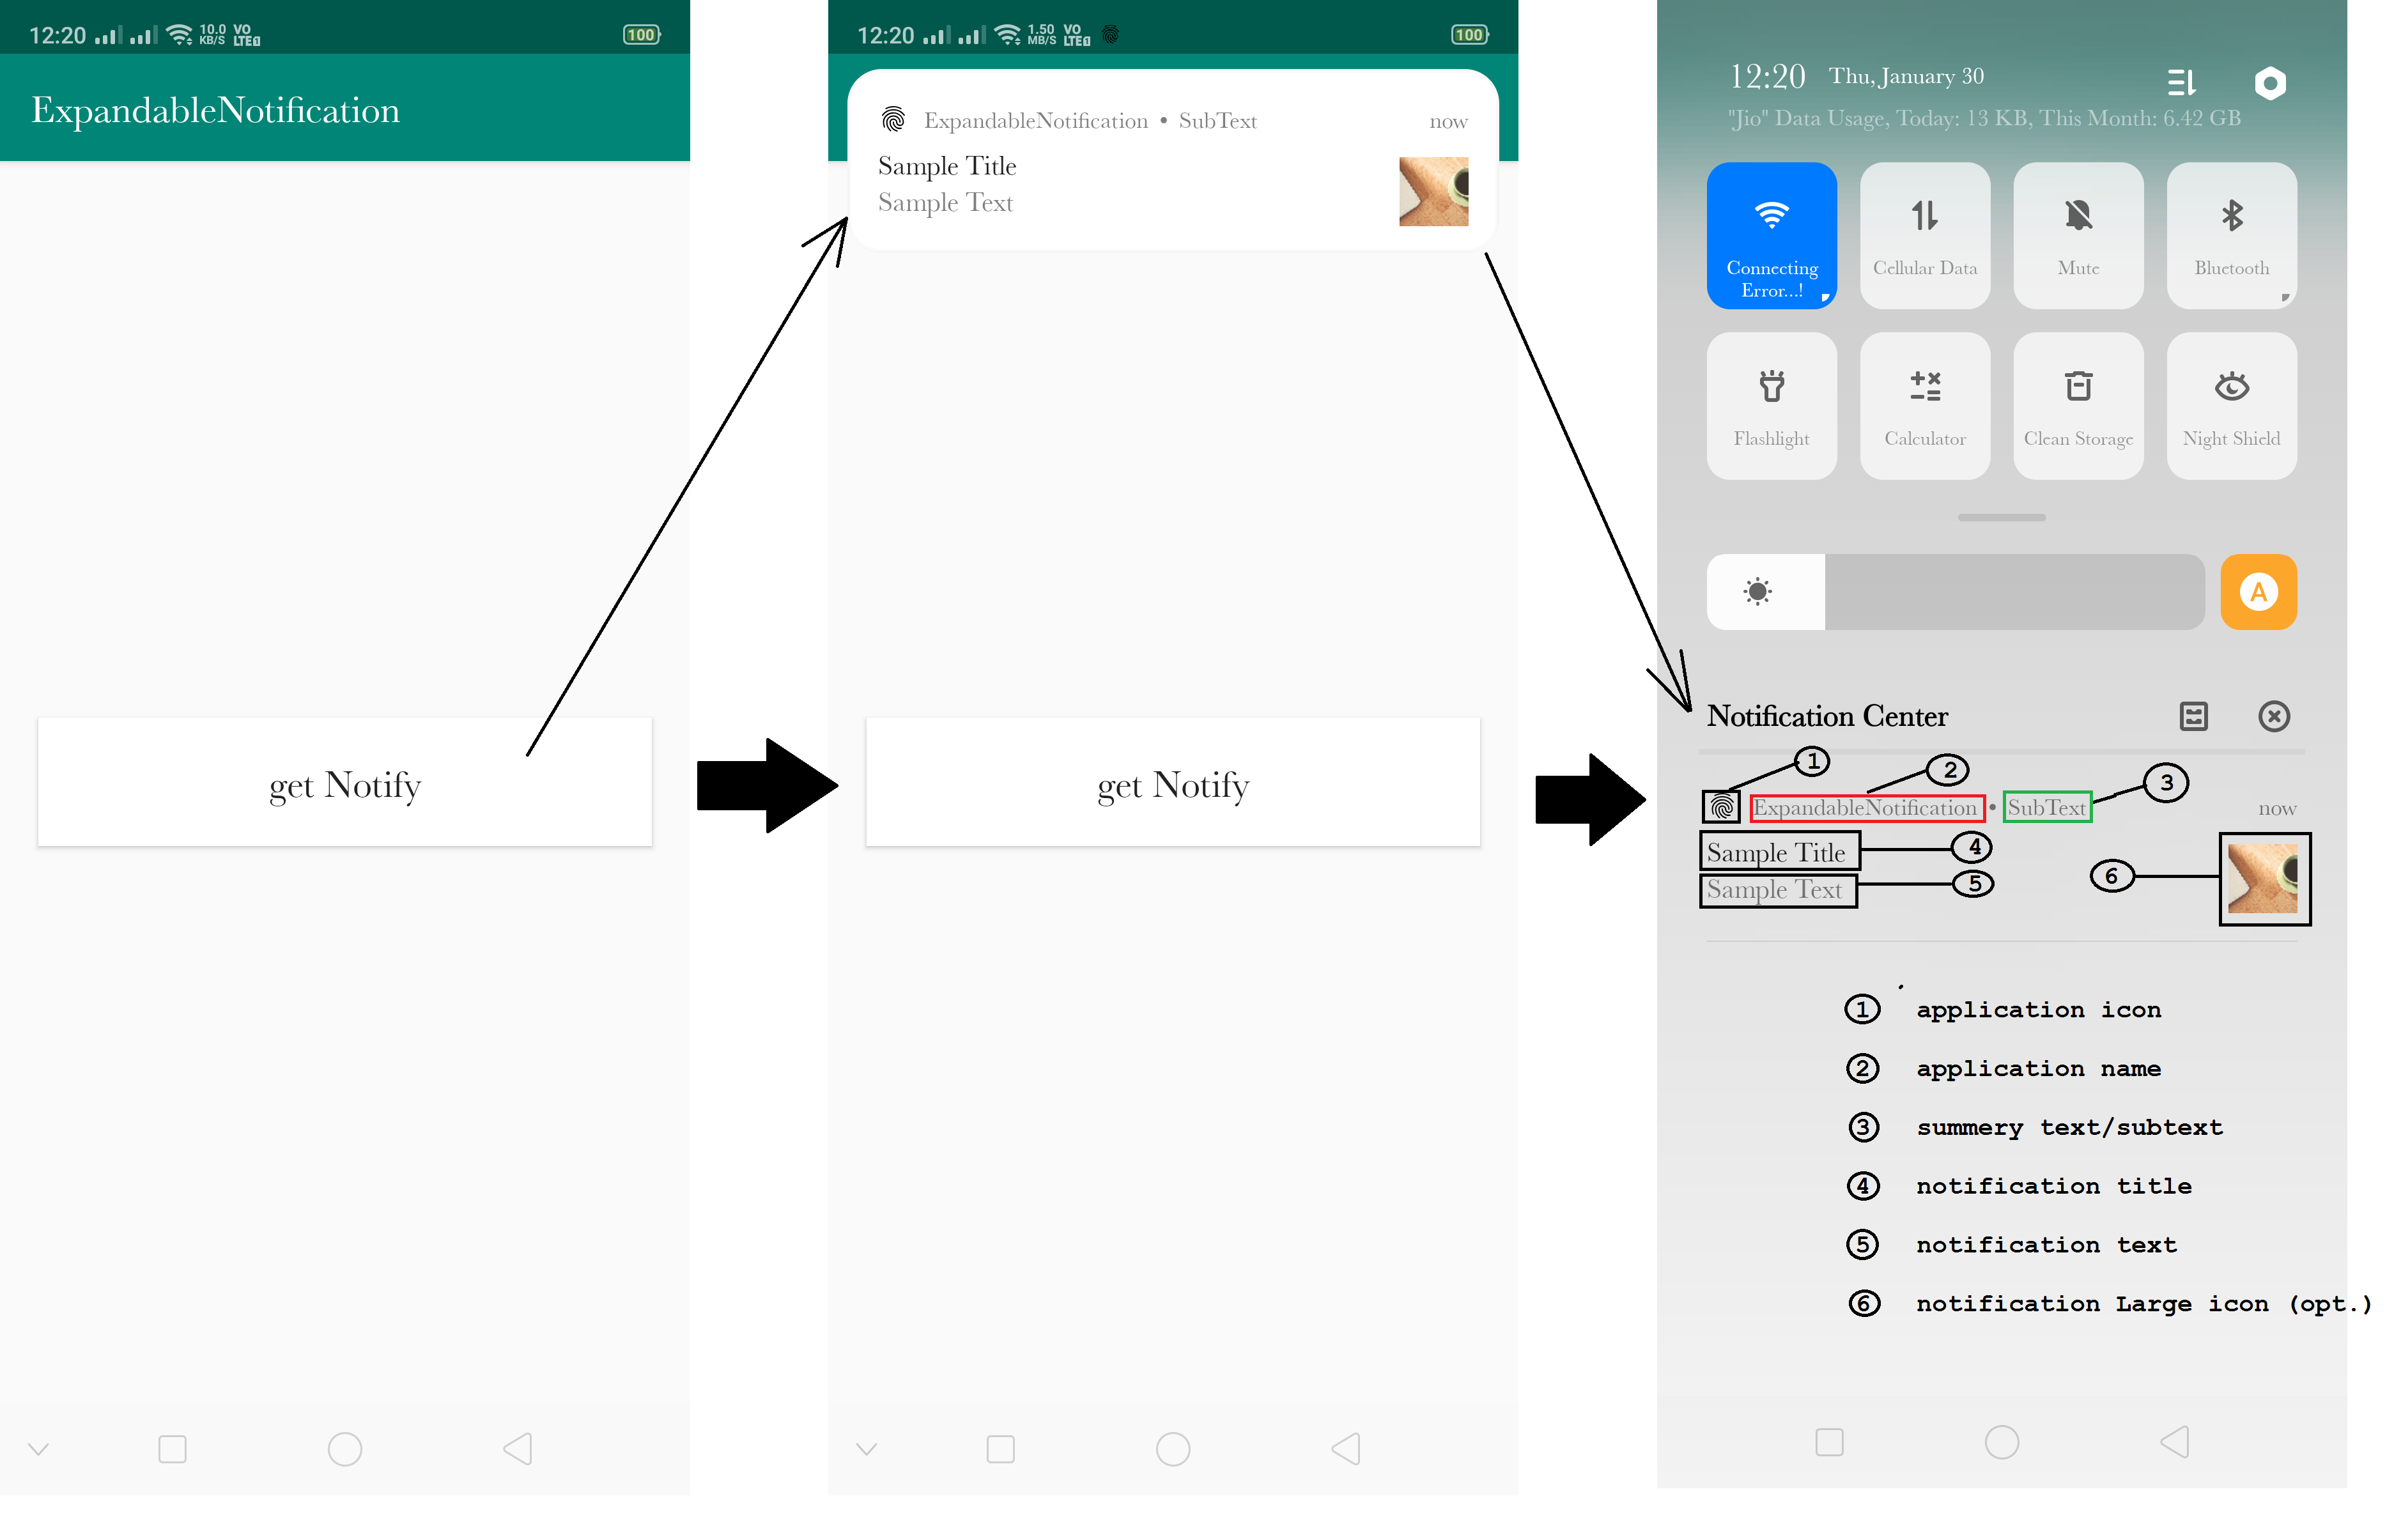 12:20 10.0 KB/S VO LTE1 100
ExpandableNotification
get Notify
12:20 1.50 MB/S VO LTE1 100
ExpandableNotification • SubText now
Sample Title
Sample Text
get Notify
12:20 Thu, January 30
"Jio" Data Usage, Today: 13 KB, This Month: 6.42 GB
Connecting Error...!
Cellular Data
Mute
Bluetooth
Flashlight
Calculator
Clean Storage
Night Shield
A
Notification Center
1
2
3
ExpandableNotification • SubText now
Sample Title 4
Sample Text 5
6
1 application icon
2 application name
3 summery text/subtext
4 notification title
5 notification text
6 notification Large icon (opt.)